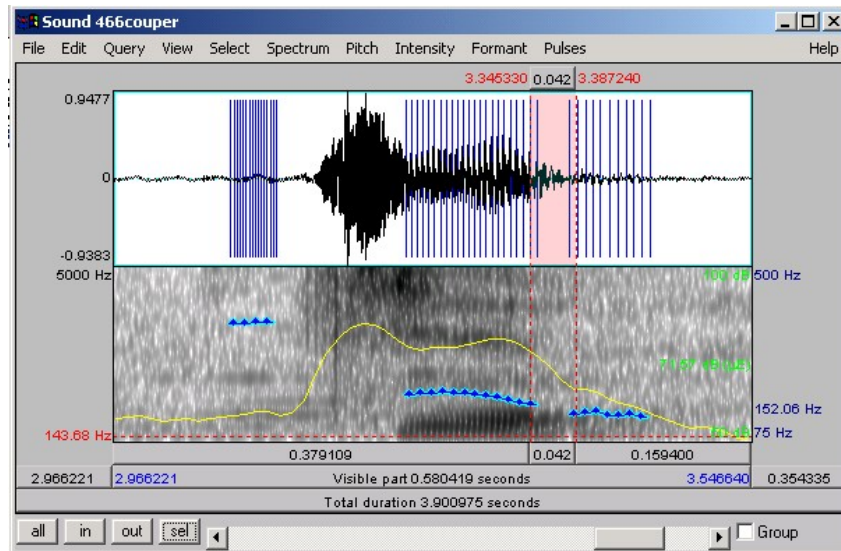 Sound 466couper
File Edit Query View Select Spectrum Pitch Intensity Formant Pulses Help
3.345330 0.042 3.387240
0.9477
0
-0.9383
5000 Hz 100 dB 500 Hz
152.06 Hz
143.68 Hz 75 Hz
0.379109 0.042 0.159400
2.966221 2.966221 Visible part 0.580419 seconds 3.546640 0.354335
Total duration 3.900975 seconds
all in out sel Group